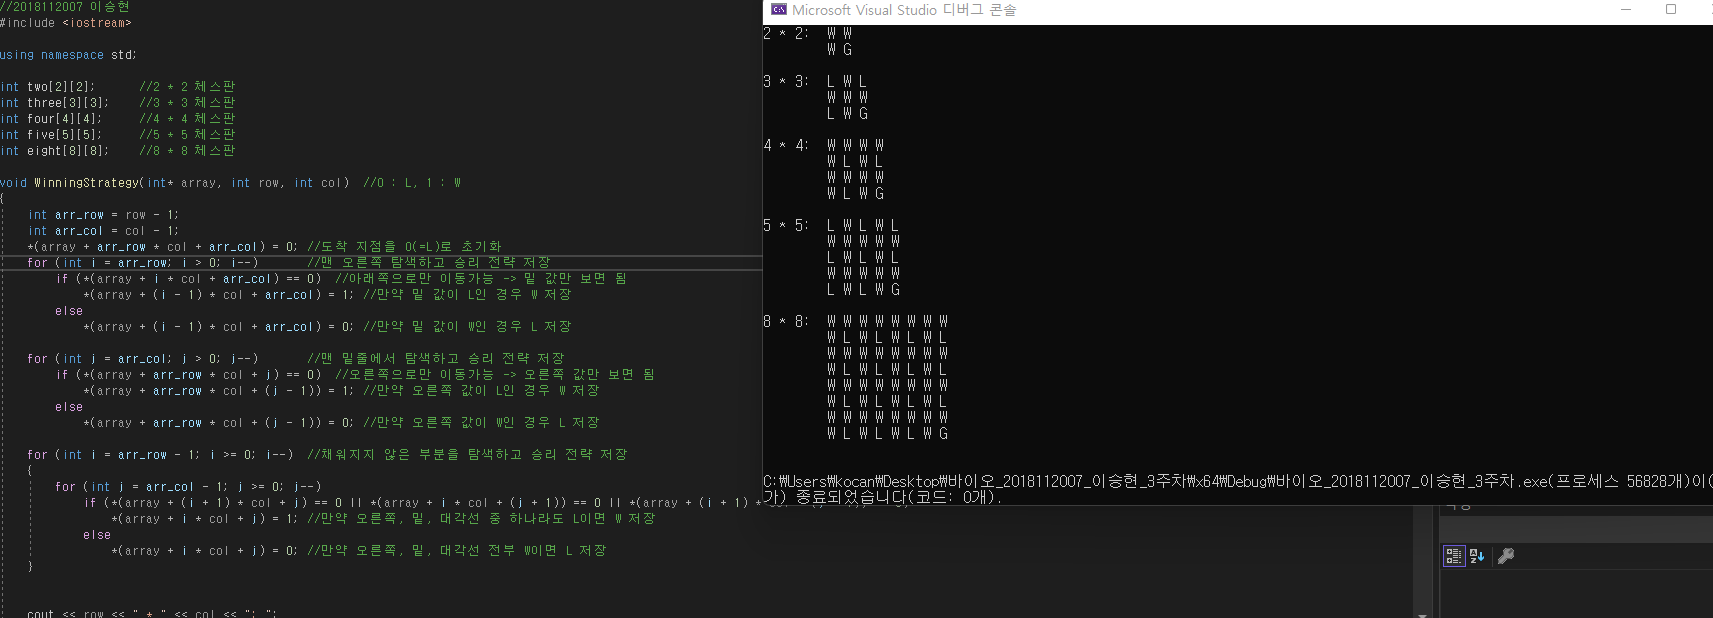 //2018112007 이승현
#include <iostream>
using namespace std;
int two[2][2];      //2 * 2 체스판
int three[3][3];    //3 * 3 체스판
int four[4][4];     //4 * 4 체스판
int five[5][5];     //5 * 5 체스판
int eight[8][8];    //8 * 8 체스판
void WinningStrategy(int* array, int row, int col)  //0 : L, 1 : W
{
    int arr_row = row - 1;
    int arr_col = col - 1;
    *(array + arr_row * col + arr_col) = 0; //도착 지점을 0(=L)로 초기화
    for (int i = arr_row; i > 0; i--)       //맨 오른쪽 탐색하고 승리 전략 저장
        if (*(array + i * col + arr_col) == 0)  //아래쪽으로만 이동가능 -> 밑 값만 보면 됨
            *(array + (i - 1) * col + arr_col) = 1; //만약 밑 값이 L인 경우 W 저장
        else
            *(array + (i - 1) * col + arr_col) = 0; //만약 밑 값이 W인 경우 L 저장
    for (int j = arr_col; j > 0; j--)       //맨 밑줄에서 탐색하고 승리 전략 저장
        if (*(array + arr_row * col + j) == 0)  //오른쪽으로만 이동가능 -> 오른쪽 값만 보면 됨
            *(array + arr_row * col + (j - 1)) = 1; //만약 오른쪽 값이 L인 경우 W 저장
        else
            *(array + arr_row * col + (j - 1)) = 0; //만약 오른쪽 값이 W인 경우 L 저장
    for (int i = arr_row - 1; i >= 0; i--)  //채워지지 않은 부분을 탐색하고 승리 전략 저장
    {
        for (int j = arr_col - 1; j >= 0; j--)
            if (*(array + (i + 1) * col + j) == 0 || *(array + i * col + (j + 1)) == 0 || *(array + (i + 1) *
                *(array + i * col + j) = 1; //만약 오른쪽, 밑, 대각선 중 하나라도 L이면 W 저장
            else
                *(array + i * col + j) = 0; //만약 오른쪽, 밑, 대각선 전부 W이면 L 저장
    }
    cout << row << " * " << col << ": ";
Microsoft Visual Studio 디버그 콘솔
2 * 2:  W W
        W G
3 * 3:  L W L
        W W W
        L W G
4 * 4:  W W W W
        W L W L
        W W W W
        W L W G
5 * 5:  L W L W L
        W W W W W
        L W L W L
        W W W W W
        L W L W G
8 * 8:  W W W W W W W W
        W L W L W L W L
        W W W W W W W W
        W L W L W L W L
        W W W W W W W W
        W L W L W L W L
        W W W W W W W W
        W L W L W L W G
C:₩Users₩kocan₩Desktop₩바이오_2018112007_이승현_3주차₩x64₩Debug₩바이오_2018112007_이승현_3주차.exe(프로세스 56828개)이(
가) 종료되었습니다(코드: 0개).